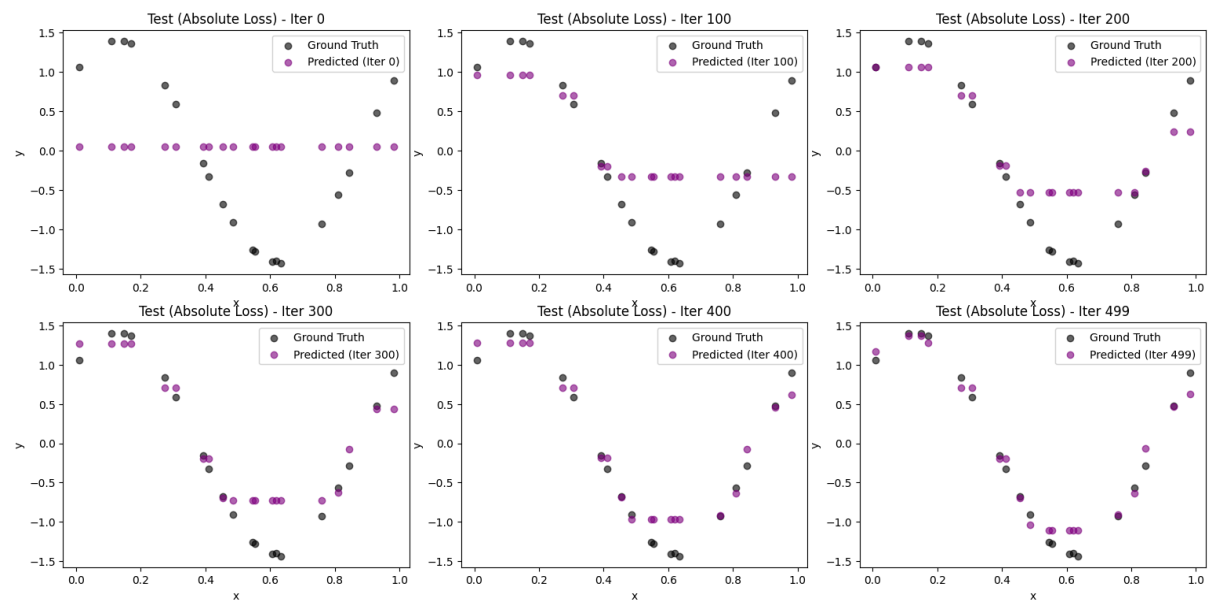 Test (Absolute Loss) - Iter 0
1.5
1.0
0.5
0.0
−0.5
−1.0
−1.5
y
Ground Truth
Predicted (Iter 0)
0.0 0.2 0.4 0.6 0.8 1.0
x
Test (Absolute Loss) - Iter 100
1.5
1.0
0.5
0.0
−0.5
−1.0
−1.5
y
Ground Truth
Predicted (Iter 100)
0.0 0.2 0.4 0.6 0.8 1.0
x
Test (Absolute Loss) - Iter 200
1.5
1.0
0.5
0.0
−0.5
−1.0
−1.5
y
Ground Truth
Predicted (Iter 200)
0.0 0.2 0.4 0.6 0.8 1.0
x
Test (Absolute Loss) - Iter 300
1.5
1.0
0.5
0.0
−0.5
−1.0
−1.5
y
Ground Truth
Predicted (Iter 300)
0.0 0.2 0.4 0.6 0.8 1.0
x
Test (Absolute Loss) - Iter 400
1.5
1.0
0.5
0.0
−0.5
−1.0
−1.5
y
Ground Truth
Predicted (Iter 400)
0.0 0.2 0.4 0.6 0.8 1.0
x
Test (Absolute Loss) - Iter 499
1.5
1.0
0.5
0.0
−0.5
−1.0
−1.5
y
Ground Truth
Predicted (Iter 499)
0.0 0.2 0.4 0.6 0.8 1.0
x